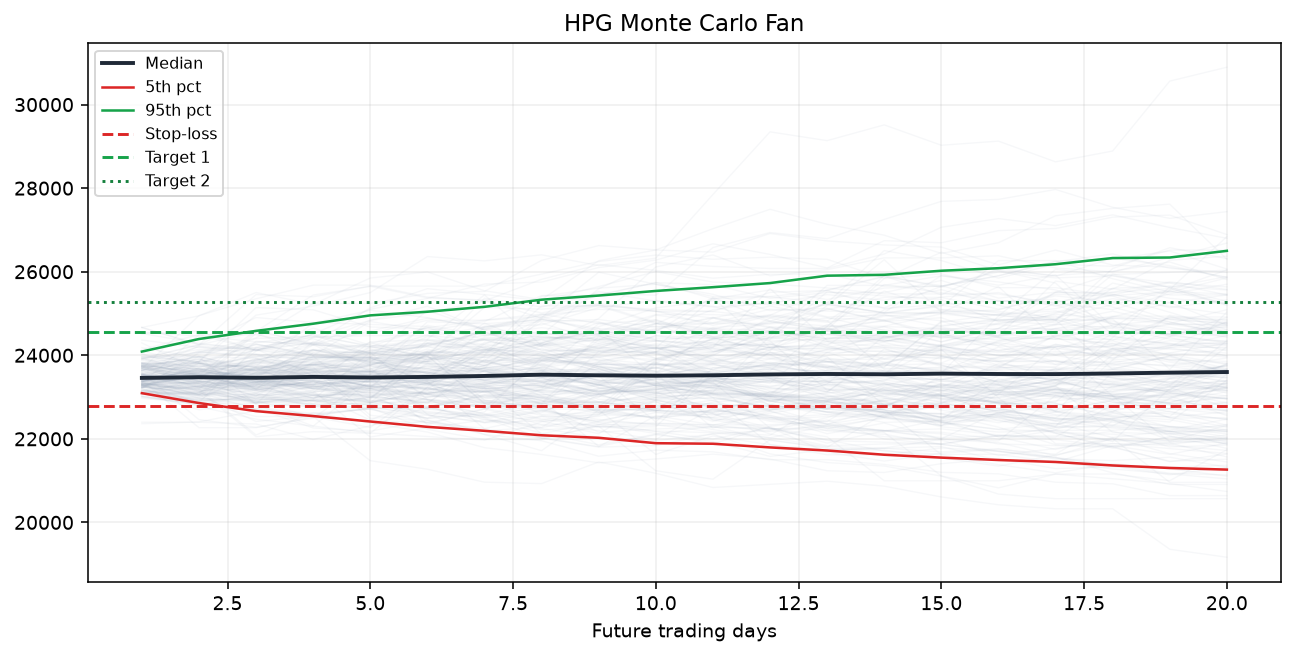 HPG Monte Carlo Fan
Median
5th pct
95th pct
Stop-loss
Target 1
Target 2
30000
28000
26000
24000
22000
20000
2.5 5.0 7.5 10.0 12.5 15.0 17.5 20.0
Future trading days